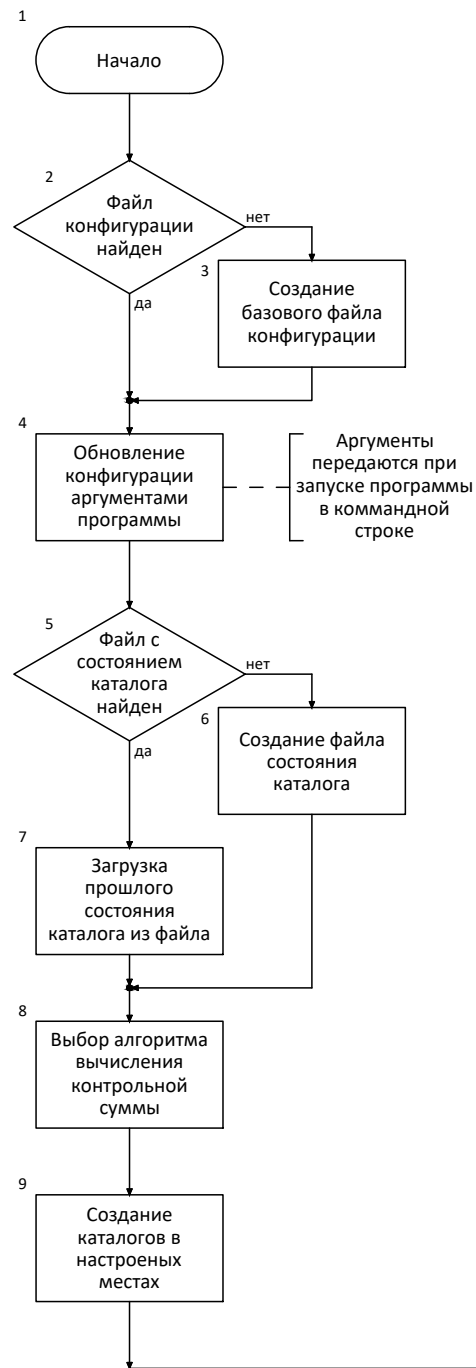 1
Начало
2
Файл
конфигурации
найден
нет
да
3
Создание
базового файла
конфигурации
4
Обновление
конфигурации
аргументами
программы
Аргументы
передаются при
запуске программы
в коммандной
строке
5
Файл с
состоянием
каталога
найден
нет
да
6
Создание файла
состояния
каталога
7
Загрузка
прошлого
состояния
каталога из файла
8
Выбор алгоритма
вычисления
контрольной
суммы
9
Создание
каталогов в
настроеных
местах